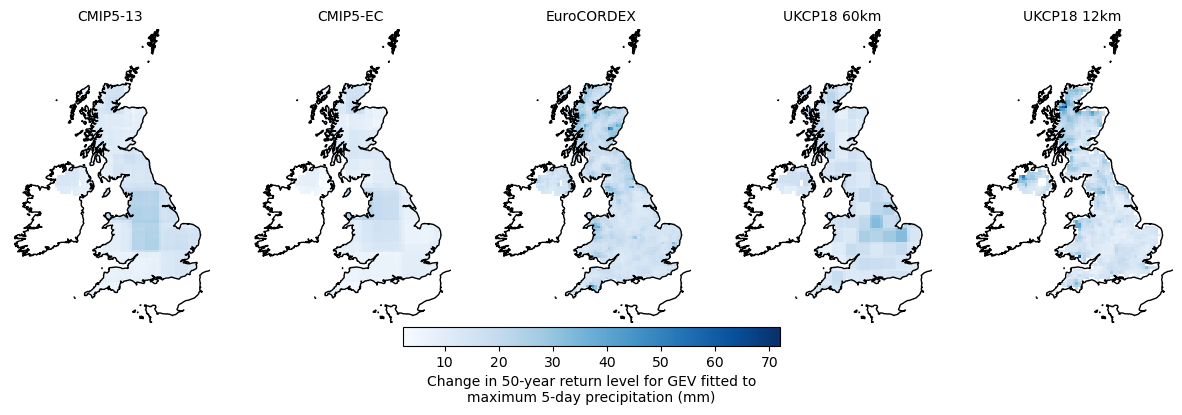 CMIP5-13 CMIP5-EC EuroCORDEX UKCP18 60km UKCP18 12km
10 20 30 40 50 60 70
Change in 50-year return level for GEV fitted to
maximum 5-day precipitation (mm)